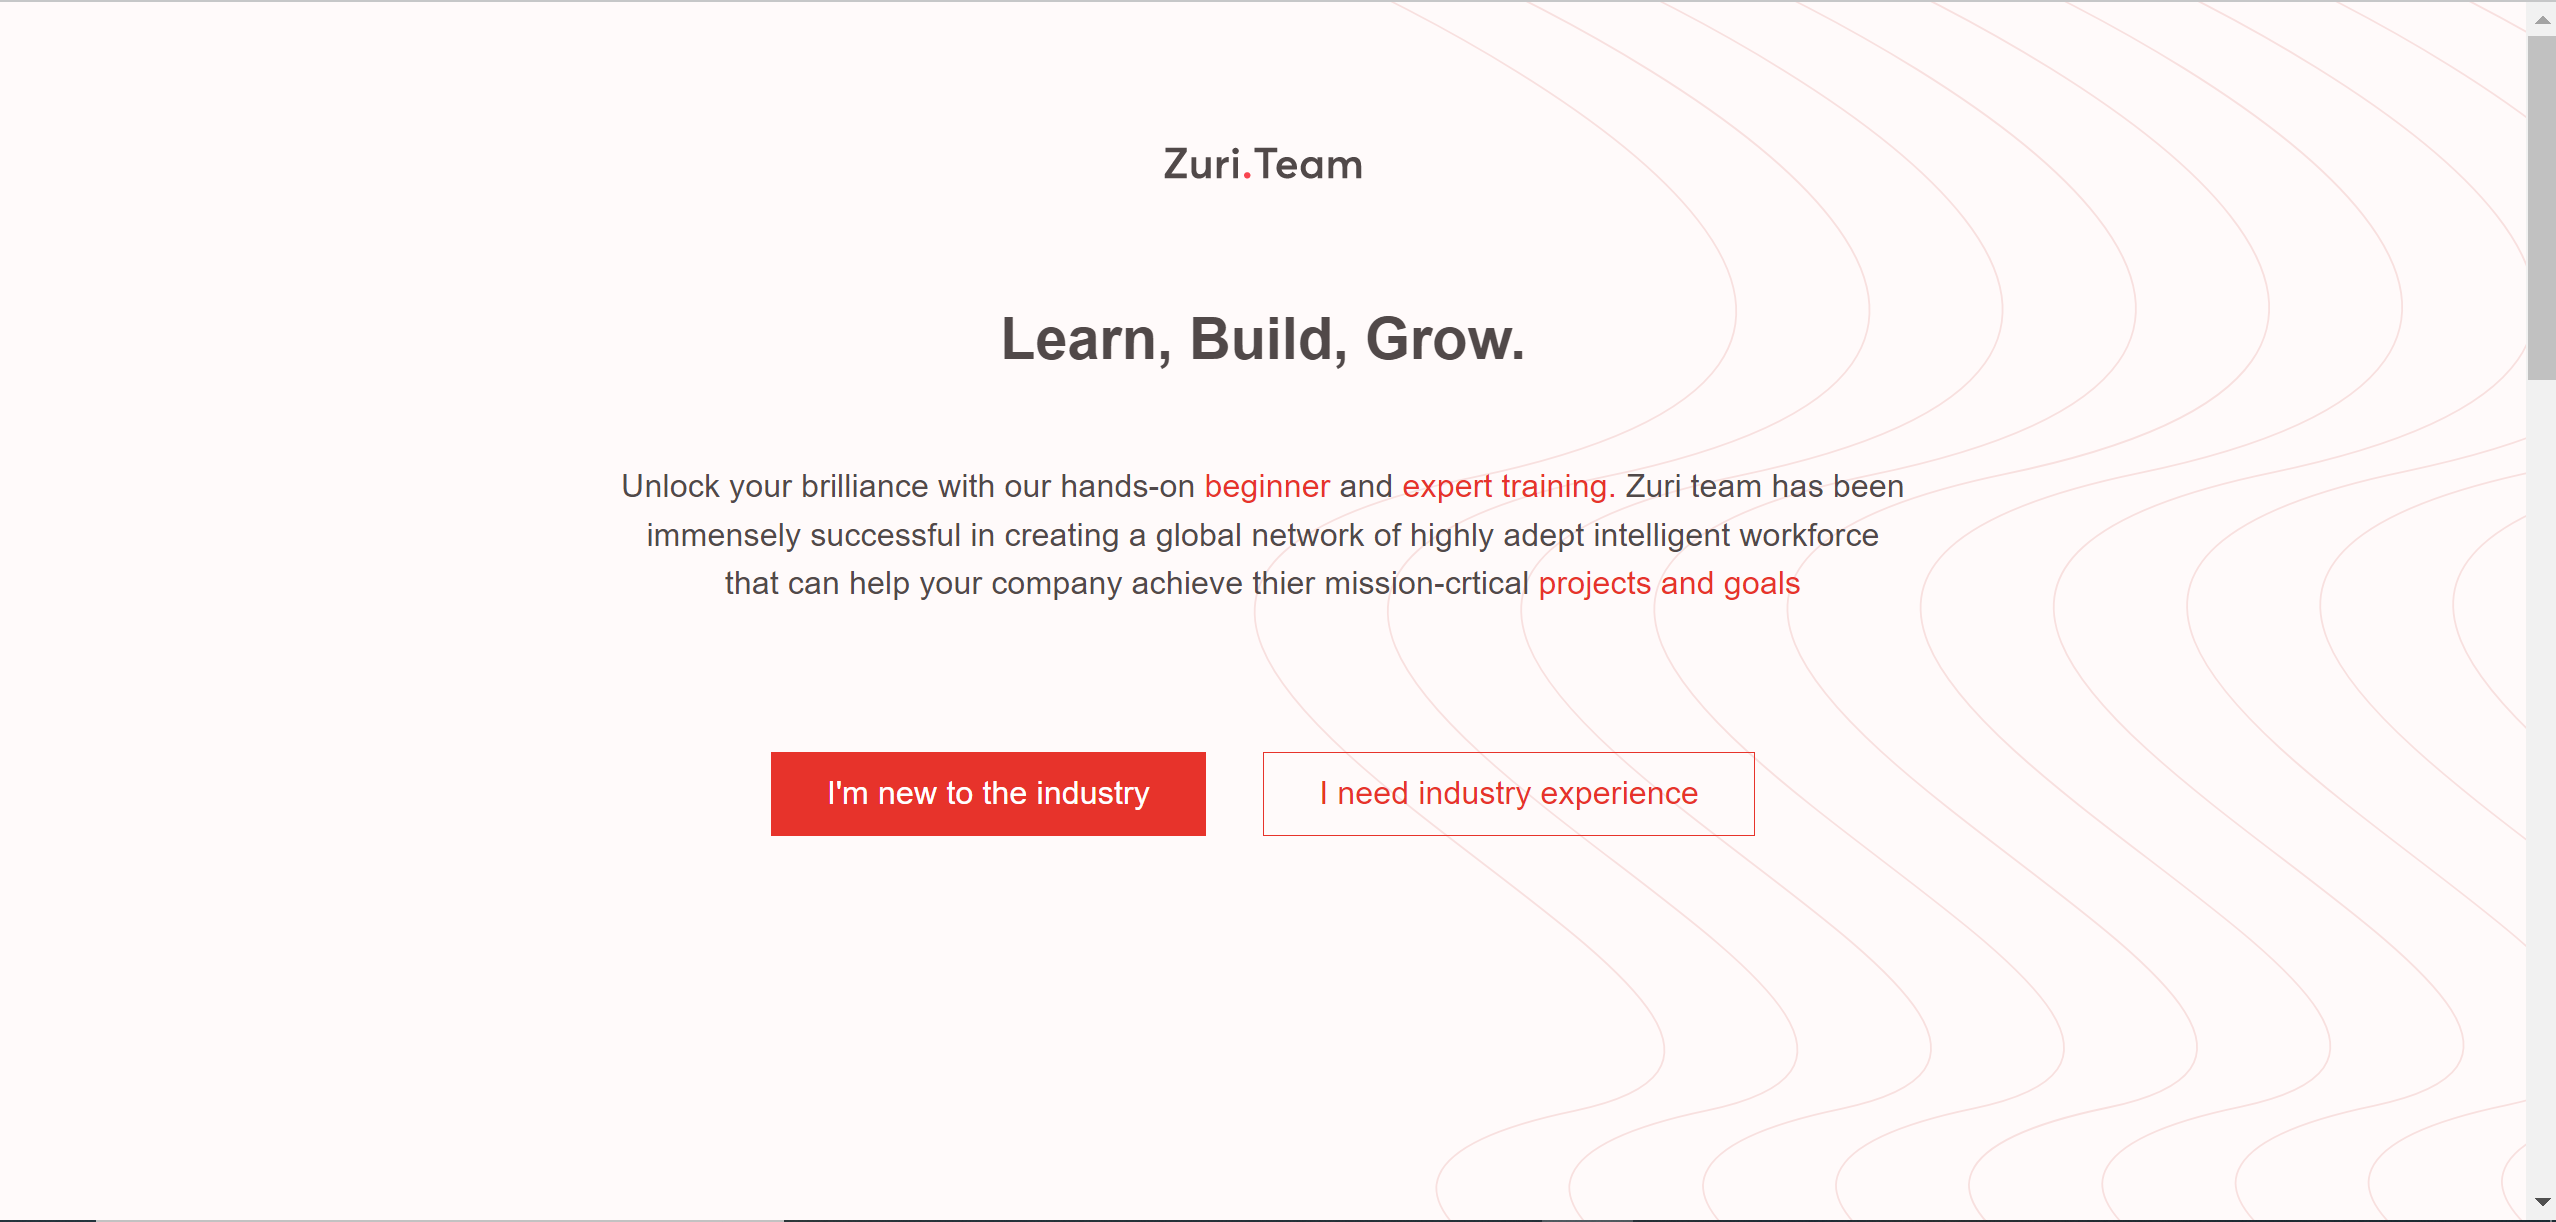 Zuri.Team
Learn, Build, Grow.
Unlock your brilliance with our hands-on beginner and expert training. Zuri team has been
immensely successful in creating a global network of highly adept intelligent workforce
that can help your company achieve thier mission-crtical projects and goals
I'm new to the industry
I need industry experience